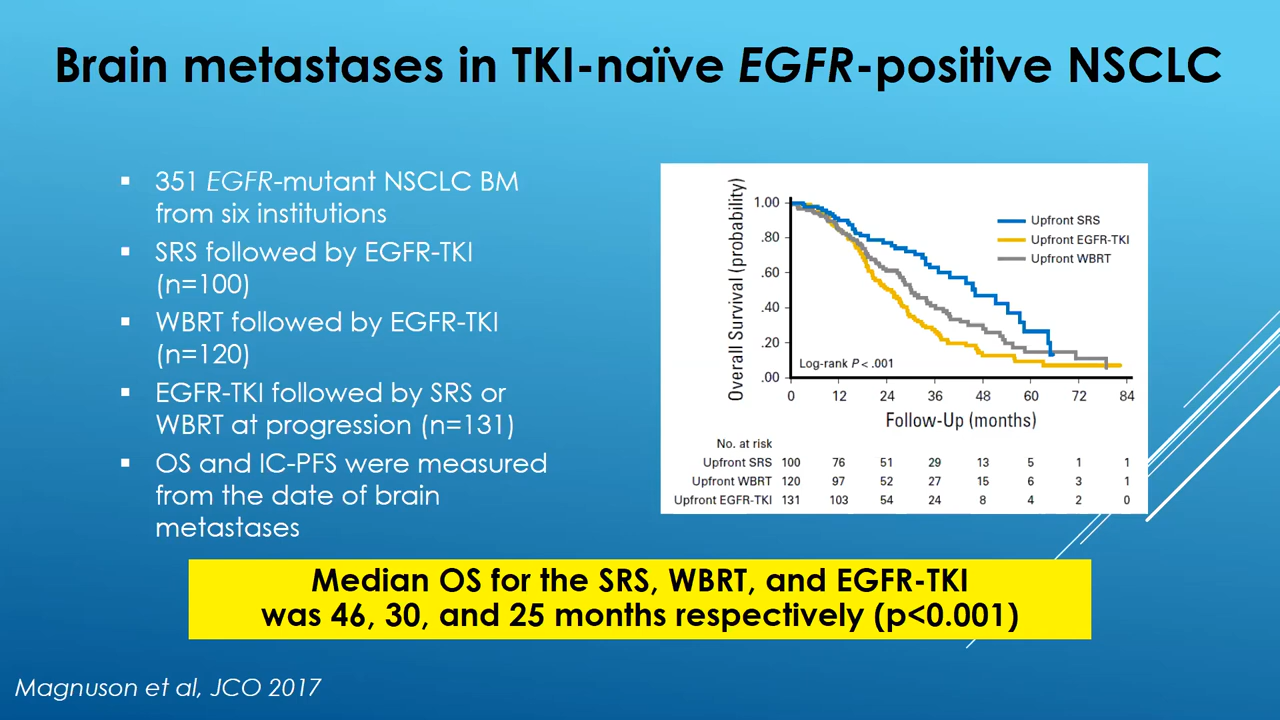 Brain metastases in TKI-naïve EGFR-positive NSCLC
▪ 351 EGFR-mutant NSCLC BM
from six institutions
▪ SRS followed by EGFR-TKI
(n=100)
▪ WBRT followed by EGFR-TKI
(n=120)
▪ EGFR-TKI followed by SRS or
WBRT at progression (n=131)
▪ OS and IC-PFS were measured
from the date of brain
metastases
Overall Survival (probability)
1.00
.80
.60
.40
.20
.00
Upfront SRS
Upfront EGFR-TKI
Upfront WBRT
Log-rank P < .001
0 12 24 36 48 60 72 84
Follow-Up (months)
No. at risk
Upfront SRS 100 76 51 29 13 5 1 1
Upfront WBRT 120 97 52 27 15 6 3 1
Upfront EGFR-TKI 131 103 54 24 8 4 2 0
Median OS for the SRS, WBRT, and EGFR-TKI
was 46, 30, and 25 months respectively (p<0.001)
Magnuson et al, JCO 2017